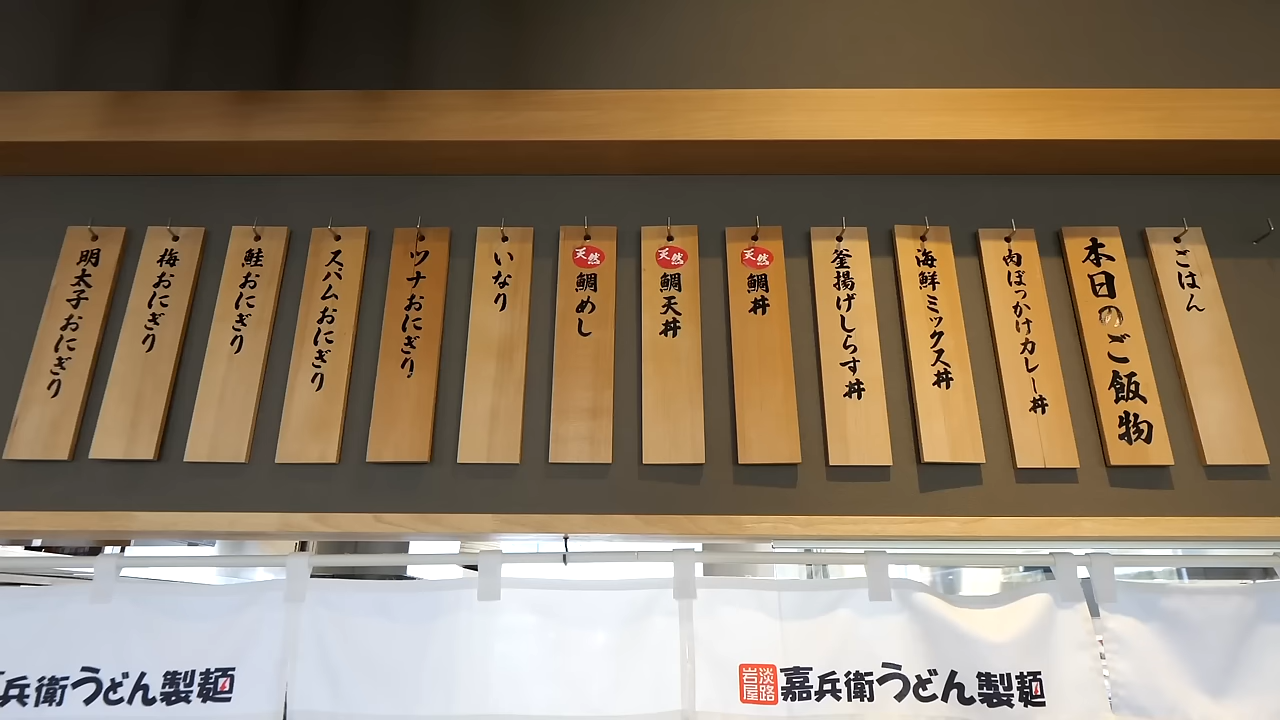 ごはん
本日のご飯物
肉ぼっかけカレー丼
海鮮ミックス丼
釜揚げしらす丼
天然
鯛丼
天然
鯛天丼
天然
鯛めし
いなり
ツナおにぎり
スパムおにぎり
鮭おにぎり
梅おにぎり
明太子おにぎり
兵衛うどん製麺
淡路
岩屋
嘉兵衛うどん製麺